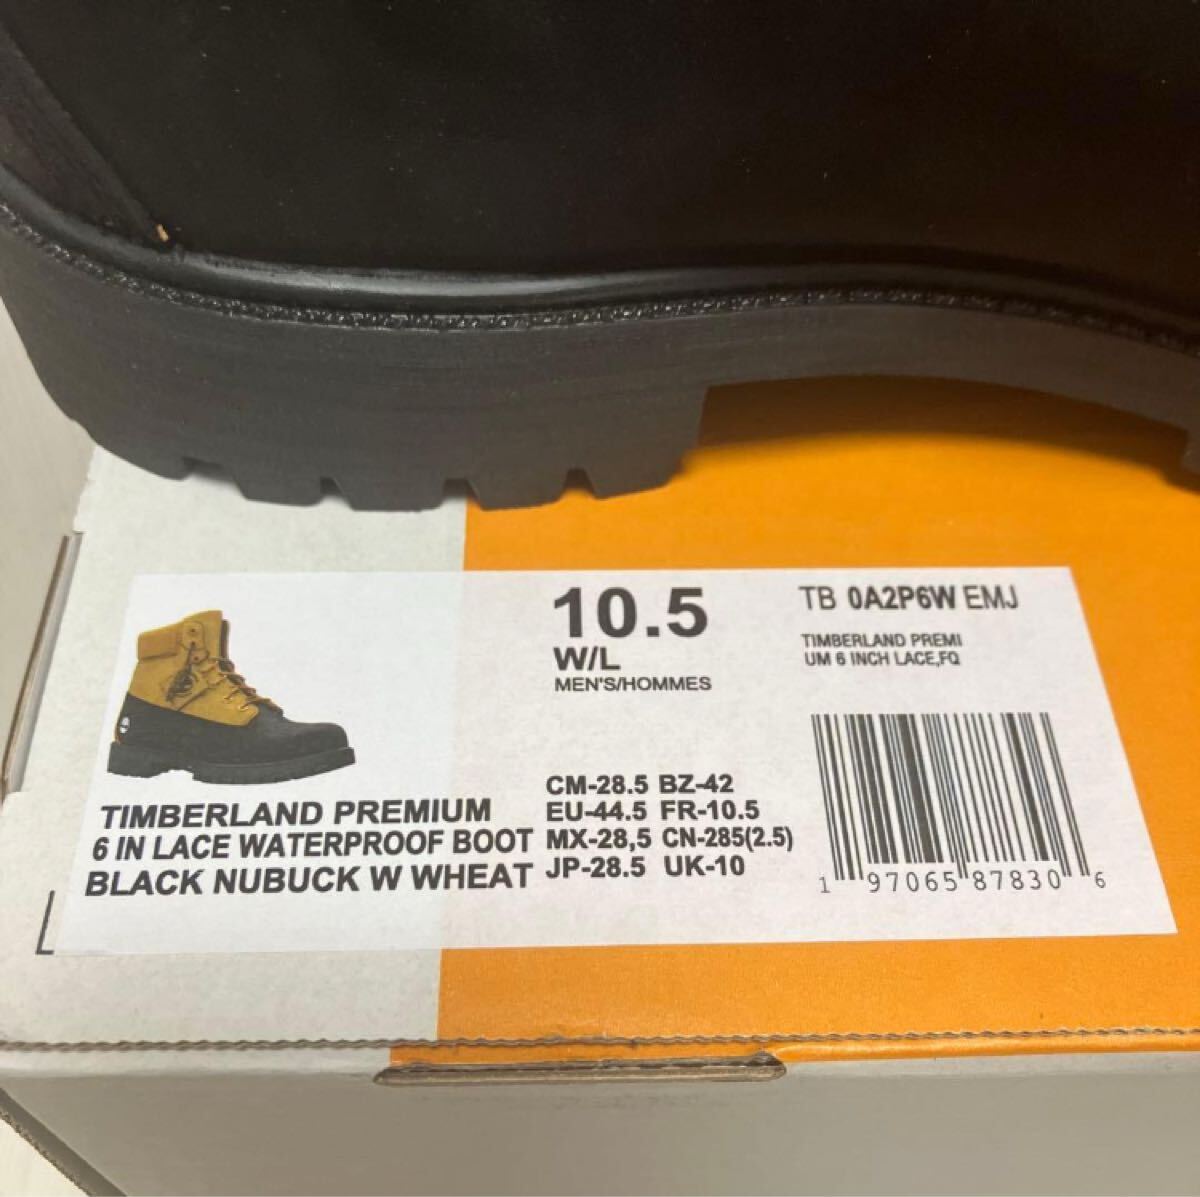 10.5
W/L
MEN'S/HOMMES
TB 0A2P6W EMJ
TIMBERLAND PREMI
UM 6 INCH LACE,FQ
TIMBERLAND PREMIUM
6 IN LACE WATERPROOF BOOT
BLACK NUBUCK W WHEAT
CM-28.5 BZ-42
EU-44.5 FR-10.5
MX-28,5 CN-285(2.5)
JP-28.5 UK-10
1 97065 87830 6